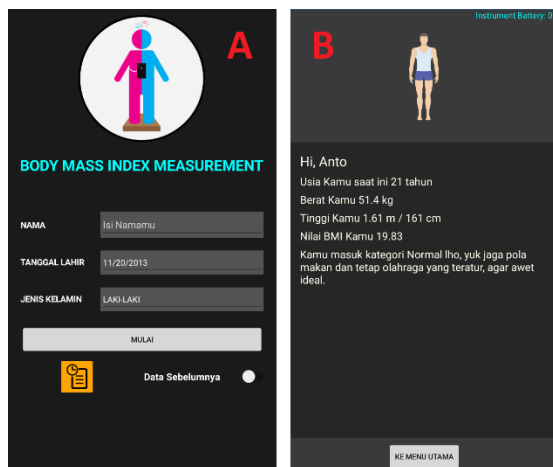 A
BODY MASS INDEX MEASUREMENT
NAMA
Isi Namamu
TANGGAL LAHIR
11/20/2013
JENIS KELAMIN
LAKI-LAKI
MULAI
Data Sebelumnya
Instrument Battery: 0
B
Hi, Anto
Usia Kamu saat ini 21 tahun
Berat Kamu 51.4 kg
Tinggi Kamu 1.61 m / 161 cm
Nilai BMI Kamu 19.83
Kamu masuk kategori Normal lho, yuk jaga pola
makan dan tetap olahraga yang teratur, agar awet
ideal.
KE MENU UTAMA